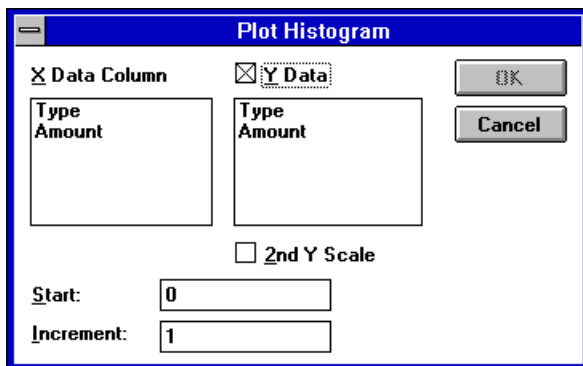 Plot Histogram
X Data Column
Y Data
OK
Type
Amount
Type
Amount
Cancel
2nd Y Scale
Start:
0
Increment:
1